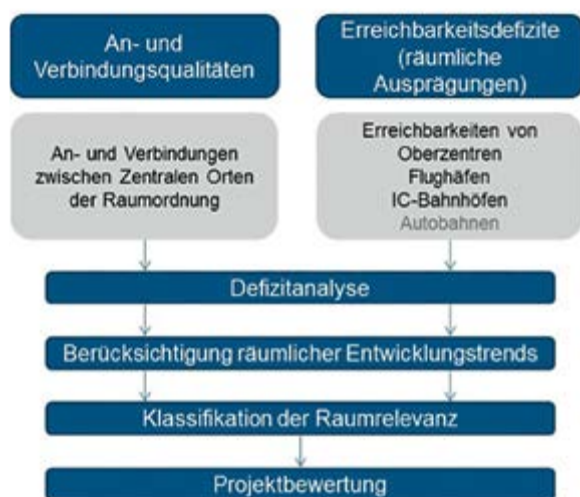 An- und
Verbindungsqualitäten
Erreichbarkeitsdefizite
(räumliche
Ausprägungen)
An- und Verbindungen
zwischen Zentralen Orten
der Raumordnung
Erreichbarkeiten von
Oberzentren
Flughäfen
IC-Bahnhöfen
Autobahnen
Defizitanalyse
Berücksichtigung räumlicher Entwicklungstrends
Klassifikation der Raumrelevanz
Projektbewertung